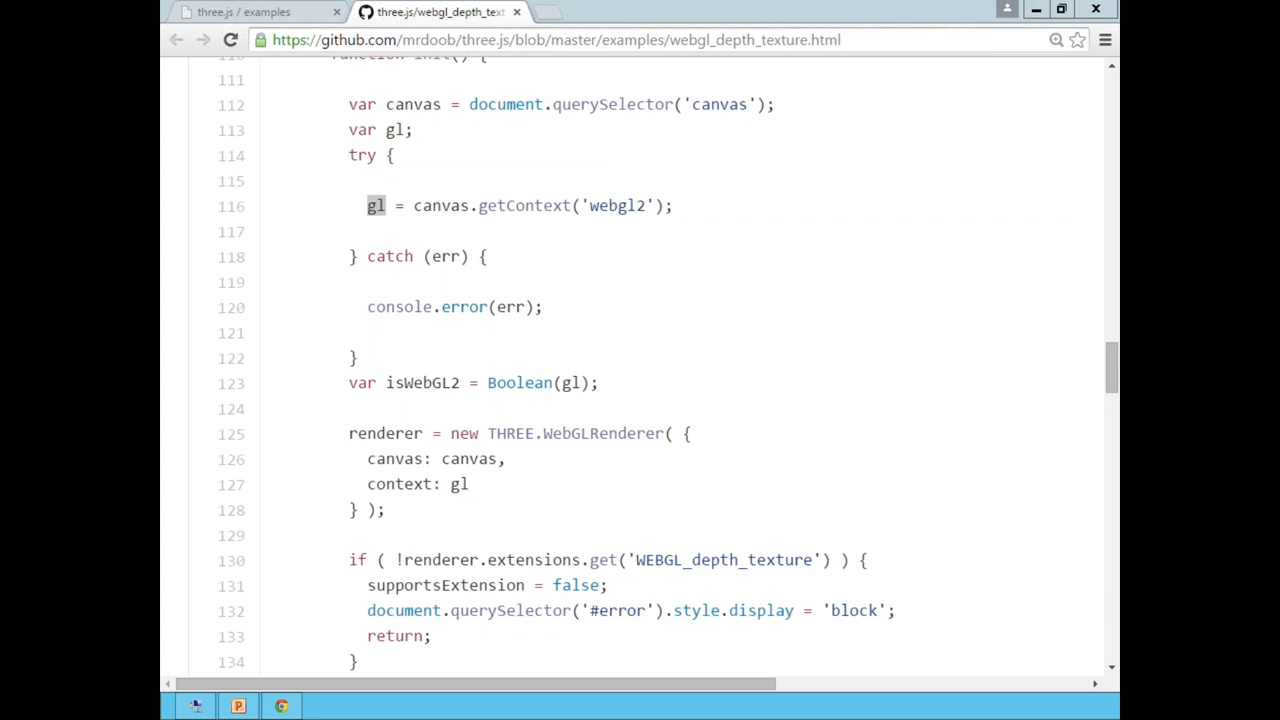 three.js / examples
three.js/webgl_depth_tex
https://github.com/mrdoob/three.js/blob/master/examples/webgl_depth_texture.html
110 function init() {
111
112 var canvas = document.querySelector('canvas');
113 var gl;
114 try {
115
116 gl = canvas.getContext('webgl2');
117
118 } catch (err) {
119
120 console.error(err);
121
122 }
123 var isWebGL2 = Boolean(gl);
124
125 renderer = new THREE.WebGLRenderer( {
126 canvas: canvas,
127 context: gl
128 } );
129
130 if ( !renderer.extensions.get('WEBGL_depth_texture') ) {
131 supportsExtension = false;
132 document.querySelector('#error').style.display = 'block';
133 return;
134 }